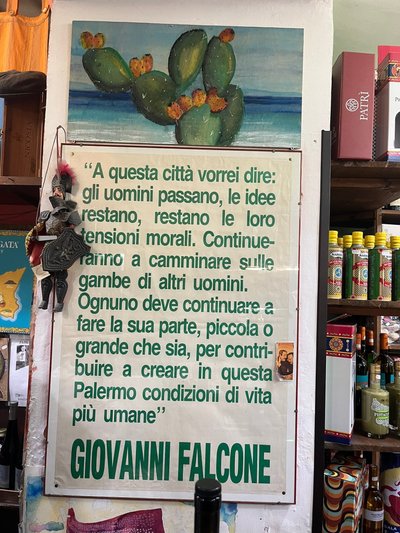 “A questa città vorrei dire:
gli uomini passano, le idee
restano, restano le loro
tensioni morali. Continue-
ranno a camminare sulle
gambe di altri uomini.
Ognuno deve continuare a
fare la sua parte, piccola o
grande che sia, per contri-
buire a creare in questa
Palermo condizioni di vita
più umane”
GIOVANNI FALCONE
PATRÌ